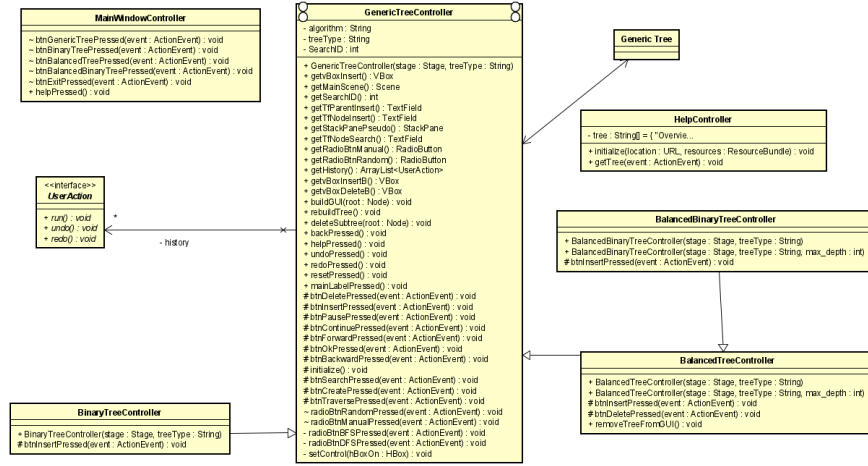 MainWindowController
~ btnGenericTreePressed(event : ActionEvent) : void
~ btnBinaryTreePressed(event : ActionEvent) : void
~ btnBalancedTreePressed(event : ActionEvent) : void
~ btnBalancedBinaryTreePressed(event : ActionEvent) : void
~ btnExitPressed(event : ActionEvent) : void
+ helpPressed() : void
<<interface>>
UserAction
+ run() : void
+ undo() : void
+ redo() : void
*
- history
BinaryTreeController
+ BinaryTreeController(stage : Stage, treeType : String)
# btnInsertPressed(event : ActionEvent) : void
GenericTreeController
- algorithm : String
- treeType : String
- SearchID : int
+ GenericTreeController(stage : Stage, treeType : String)
+ getvBoxInsert() : VBox
+ getMainScene() : Scene
+ getSearchID() : int
+ getTfParentInsert() : TextField
+ getTfNodeInsert() : TextField
+ getStackPanePseudo() : StackPane
+ getTfNodeSearch() : TextField
+ getRadioBtnManual() : RadioButton
+ getRadioBtnRandom() : RadioButton
+ getHistory() : ArrayList<UserAction>
+ getvBoxInsertB() : VBox
+ getvBoxDeleteB() : VBox
+ buildGUI(root : Node) : void
+ rebuildTree() : void
+ deleteSubtree(root : Node) : void
+ backPressed() : void
+ helpPressed() : void
+ undoPressed() : void
+ redoPressed() : void
+ resetPressed() : void
+ mainLabelPressed() : void
# btnDeletePressed(event : ActionEvent) : void
# btnInsertPressed(event : ActionEvent) : void
# btnPausePressed(event : ActionEvent) : void
# btnContinuePressed(event : ActionEvent) : void
# btnForwardPressed(event : ActionEvent) : void
# btnOkPressed(event : ActionEvent) : void
# btnBackwardPressed(event : ActionEvent) : void
# initialize() : void
# btnSearchPressed(event : ActionEvent) : void
# btnCreatePressed(event : ActionEvent) : void
# btnTraversePressed(event : ActionEvent) : void
~ radioBtnRandomPressed(event : ActionEvent) : void
~ radioBtnManualPressed(event : ActionEvent) : void
- radioBtnBFSPressed(event : ActionEvent) : void
- radioBtnDFSPressed(event : ActionEvent) : void
- setControl(hBoxOn : HBox) : void
Generic Tree
HelpController
- tree : String[] = { "Overvie...
+ initialize(location : URL, resources : ResourceBundle) : void
+ getTree(event : ActionEvent) : void
BalancedBinaryTreeController
+ BalancedBinaryTreeController(stage : Stage, treeType : String)
+ BalancedBinaryTreeController(stage : Stage, treeType : String, max_depth : int)
# btnInsertPressed(event : ActionEvent) : void
BalancedTreeController
+ BalancedTreeController(stage : Stage, treeType : String)
+ BalancedTreeController(stage : Stage, treeType : String, max_depth : int)
# btnInsertPressed(event : ActionEvent) : void
# btnDeletePressed(event : ActionEvent) : void
+ removeTreeFromGUI() : void